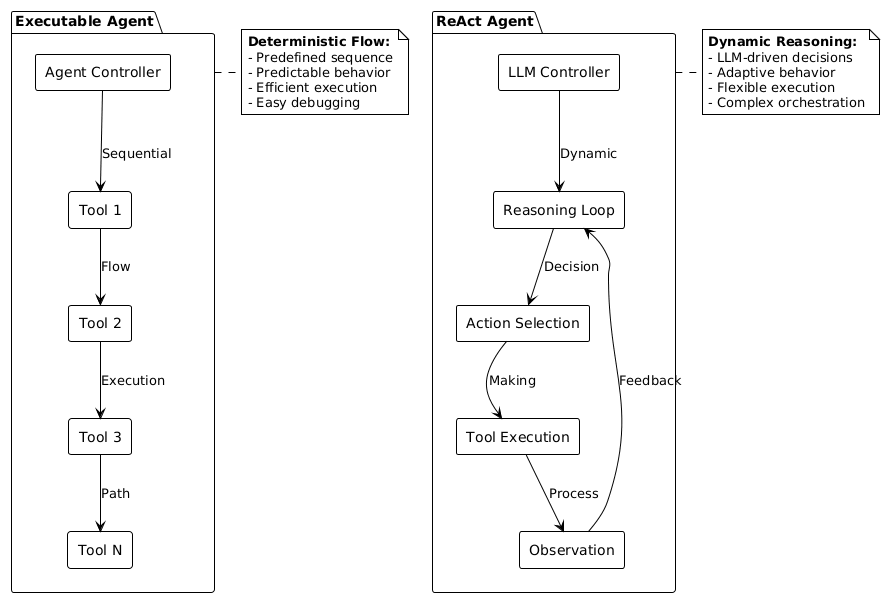 Executable Agent
Agent Controller
Sequential
Tool 1
Flow
Tool 2
Execution
Tool 3
Path
Tool N
Deterministic Flow:
- Predefined sequence
- Predictable behavior
- Efficient execution
- Easy debugging
ReAct Agent
LLM Controller
Dynamic
Reasoning Loop
Decision
Action Selection
Making
Feedback
Tool Execution
Process
Observation
Dynamic Reasoning:
- LLM-driven decisions
- Adaptive behavior
- Flexible execution
- Complex orchestration